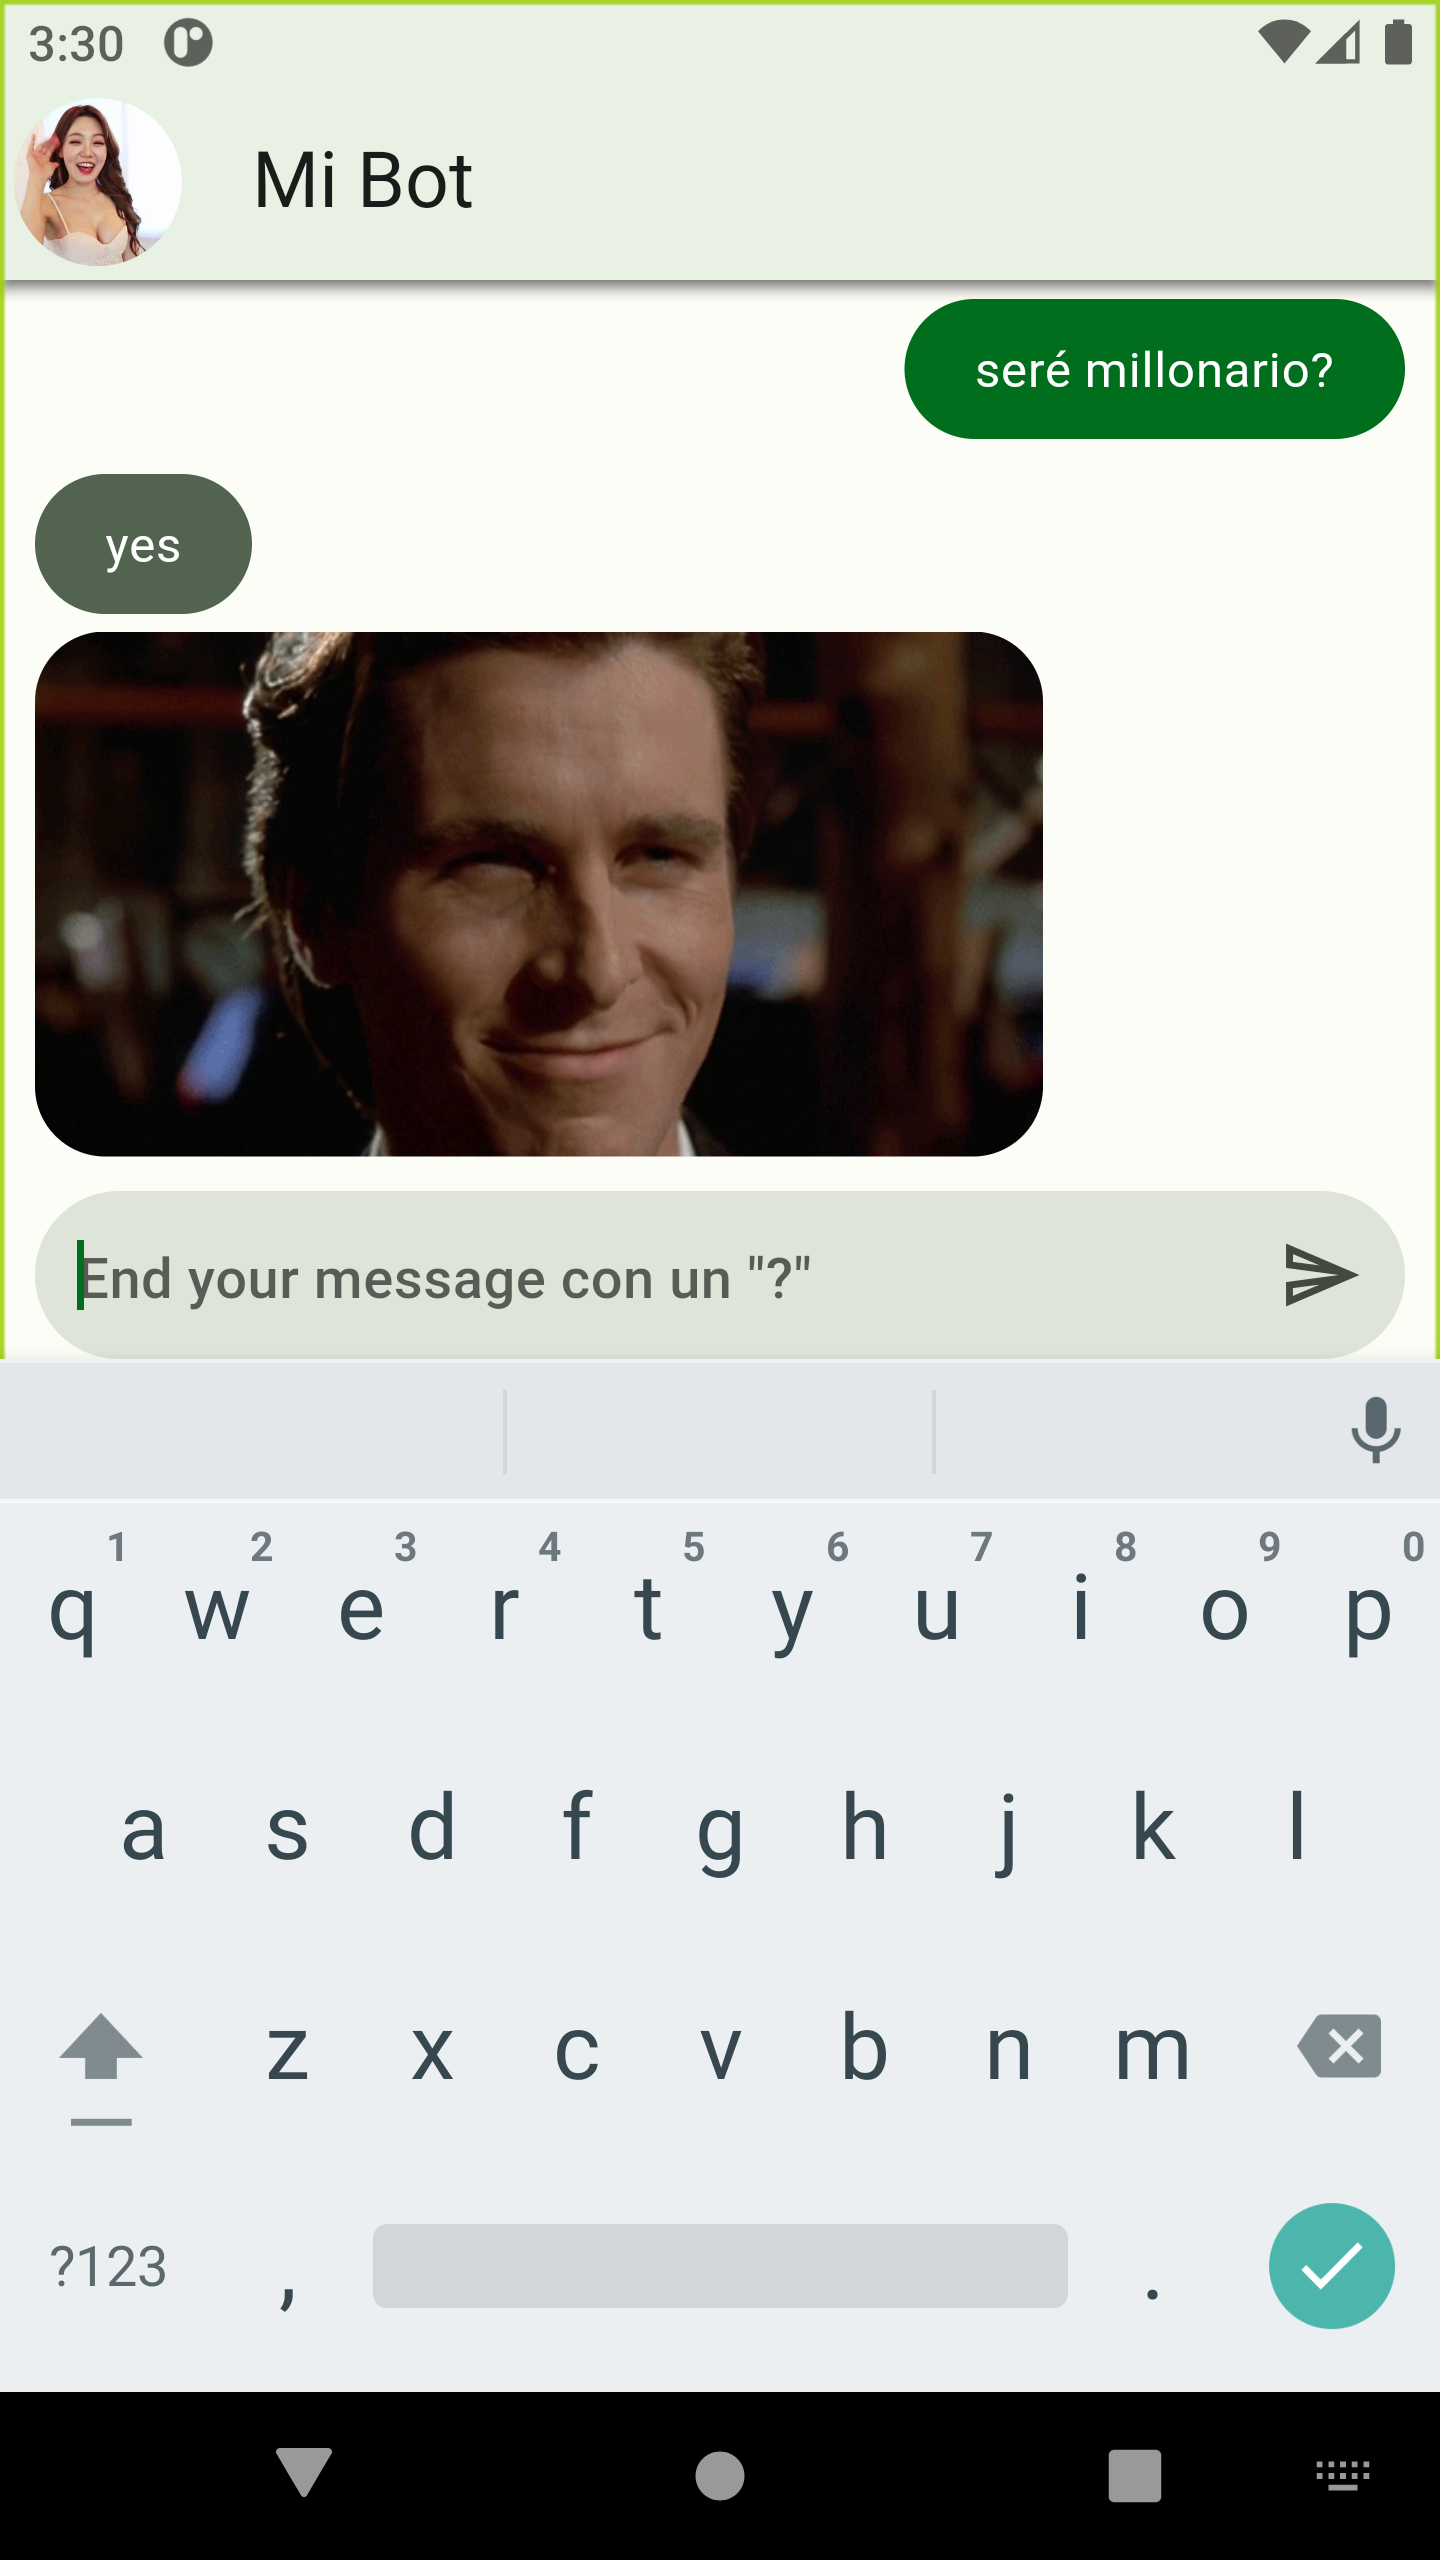 3:30
Mi Bot
seré millonario?
yes
End your message con un "?"
1 2 3 4 5 6 7 8 9 0
q w e r t y u i o p
a s d f g h j k l
z x c v b n m
?123 , .